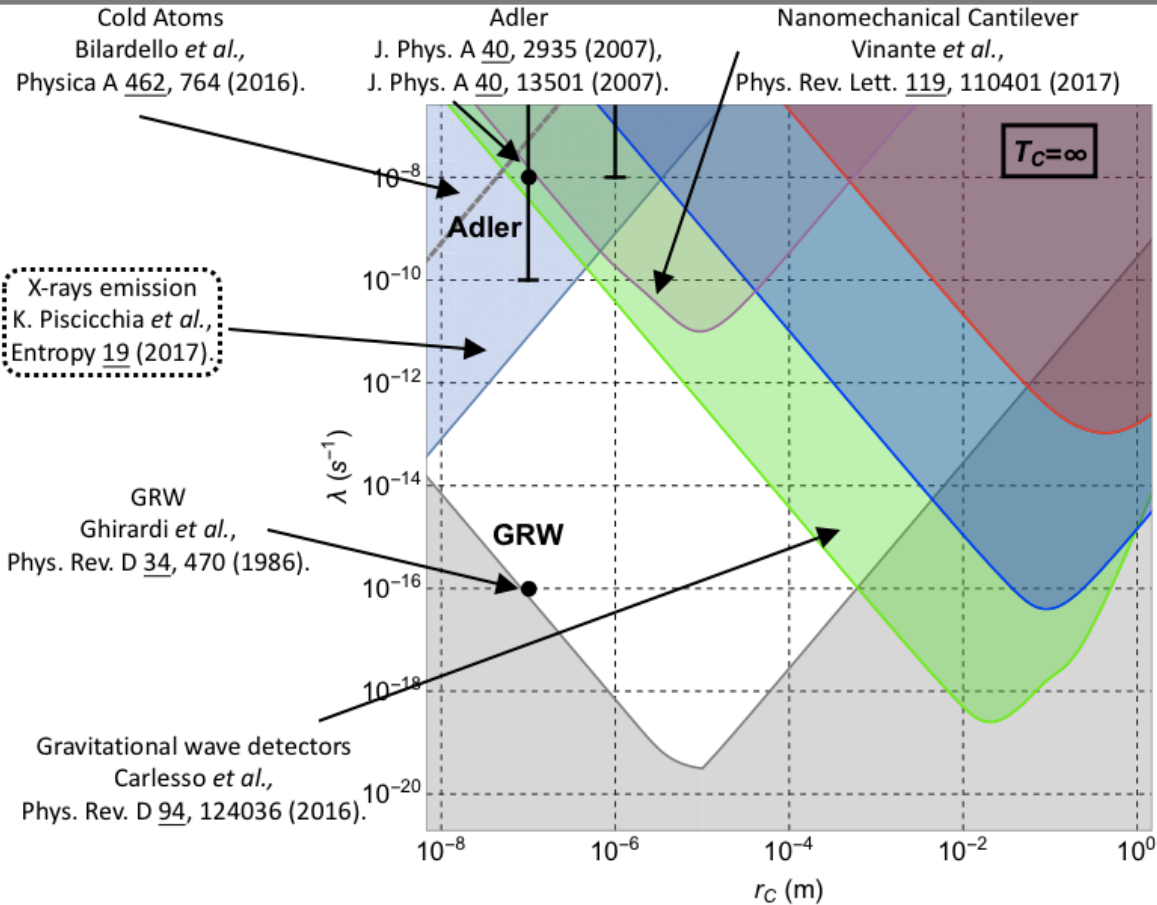 Cold Atoms
Bilardello et al.,
Physica A 462, 764 (2016).
Adler
J. Phys. A 40, 2935 (2007),
J. Phys. A 40, 13501 (2007).
Nanomechanical Cantilever
Vinante et al.,
Phys. Rev. Lett. 119, 110401 (2017)
T_C=∞
10⁻⁸
Adler
X-rays emission
K. Piscicchia et al.,
Entropy 19 (2017).
10⁻¹⁰
10⁻¹²
λ (s⁻¹)
10⁻¹⁴
GRW
Ghirardi et al.,
Phys. Rev. D 34, 470 (1986).
GRW
10⁻¹⁶
10⁻¹⁸
Gravitational wave detectors
Carlesso et al.,
Phys. Rev. D 94, 124036 (2016).
10⁻²⁰
10⁻⁸ 10⁻⁶ 10⁻⁴ 10⁻² 10⁰
r_C (m)